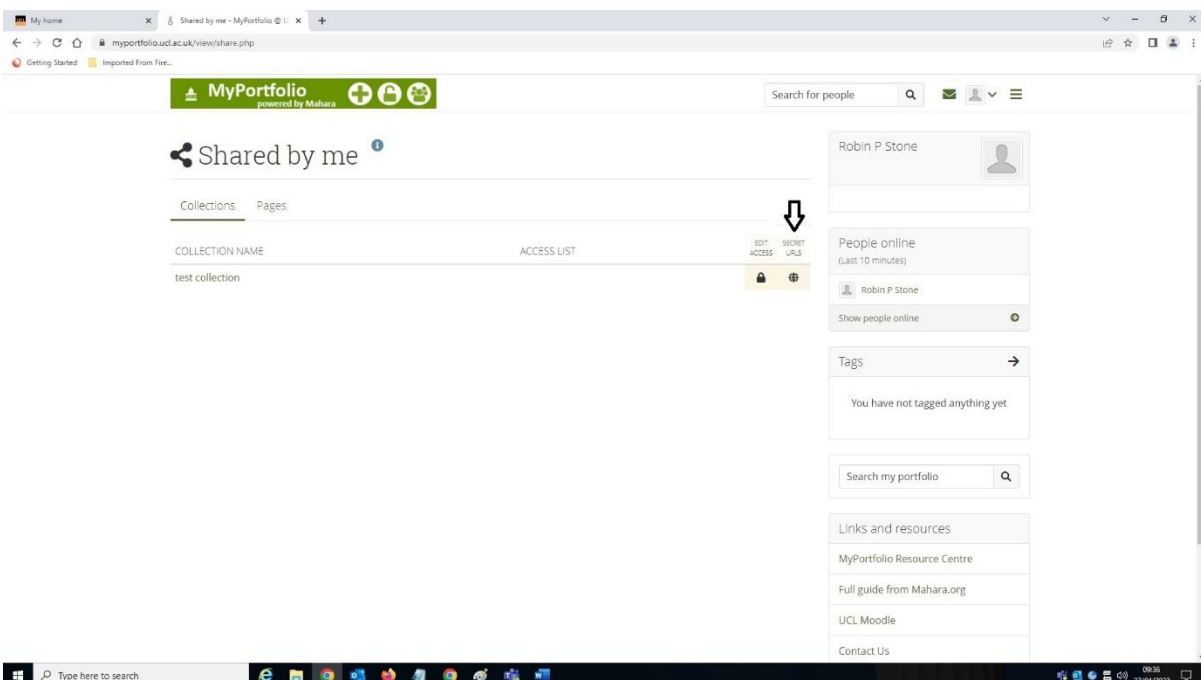 My home
Shared by me - MyPortfolio @ U
myportfolio.ucl.ac.uk/view/share.php
Getting Started Imported From Fire...
MyPortfolio
powered by Mahara
Search for people
Shared by me
Collections Pages
COLLECTION NAME ACCESS LIST EDIT ACCESS SECRET URLS
test collection
Robin P Stone
People online
(Last 10 minutes)
Robin P Stone
Show people online
Tags
You have not tagged anything yet
Search my portfolio
Links and resources
MyPortfolio Resource Centre
Full guide from Mahara.org
UCL Moodle
Contact Us
Type here to search
09:36